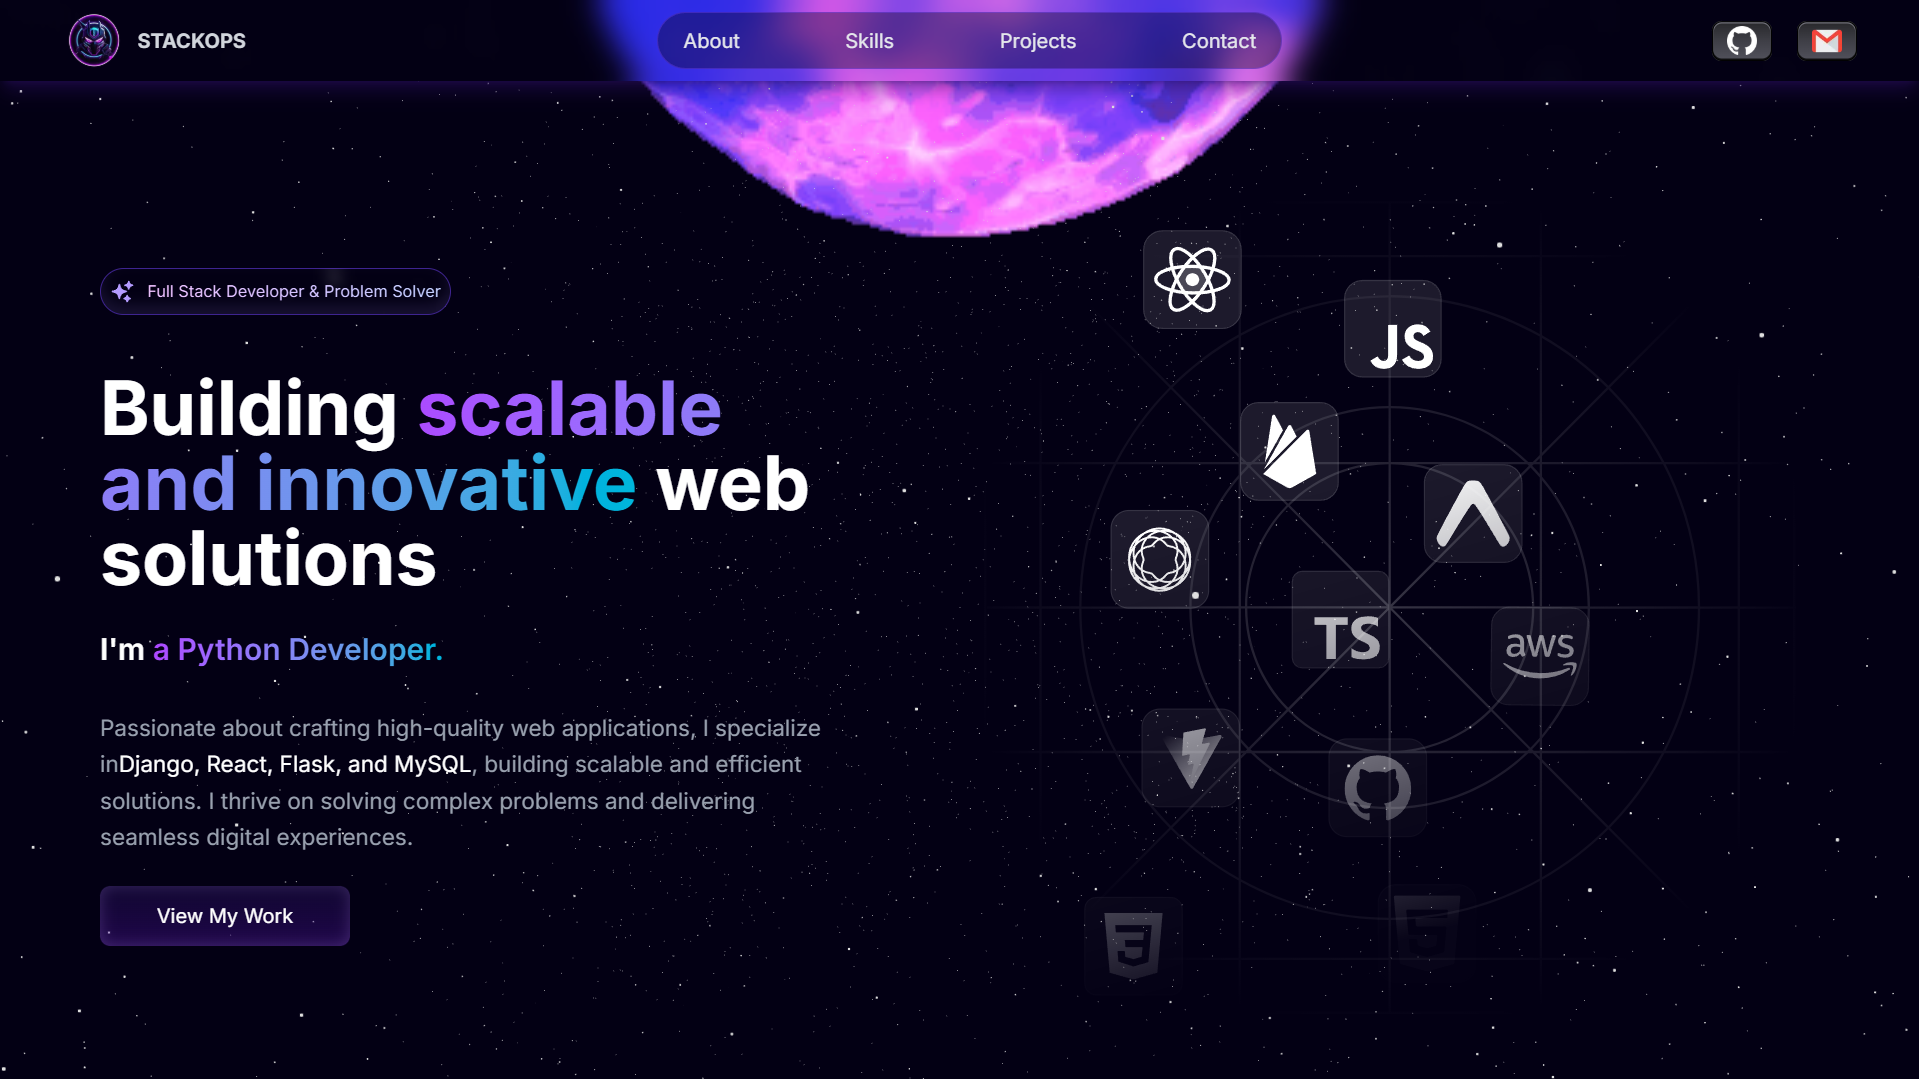 STACKOPS
About Skills Projects Contact
Full Stack Developer & Problem Solver
Building scalable
and innovative web
solutions
I'm a Python Developer.
Passionate about crafting high-quality web applications, I specialize
inDjango, React, Flask, and MySQL, building scalable and efficient
solutions. I thrive on solving complex problems and delivering
seamless digital experiences.
View My Work
JS
TS
aws
3
5